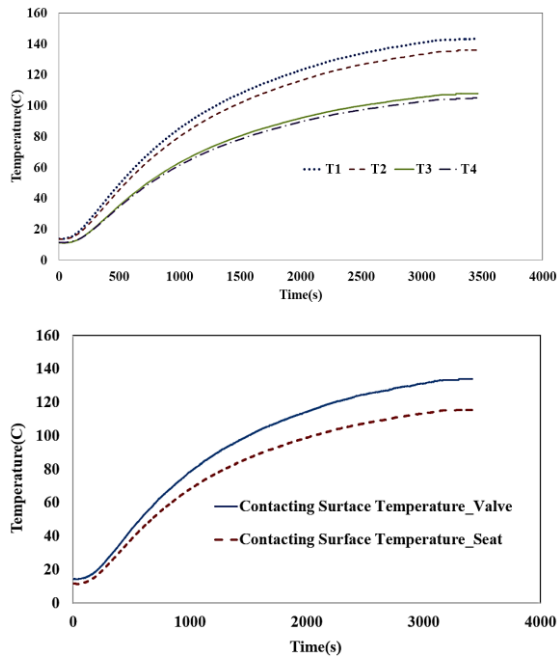 160
140
120
100
80
60
40
20
0
Temperature(C)
T1 T2 T3 T4
0 500 1000 1500 2000 2500 3000 3500 4000
Time(s)
160
140
120
100
80
60
40
20
0
Temperature(C)
Contacting Surtace Temperature_Valve
Contacting Surface Temperature_Seat
0 1000 2000 3000 4000
Time(s)